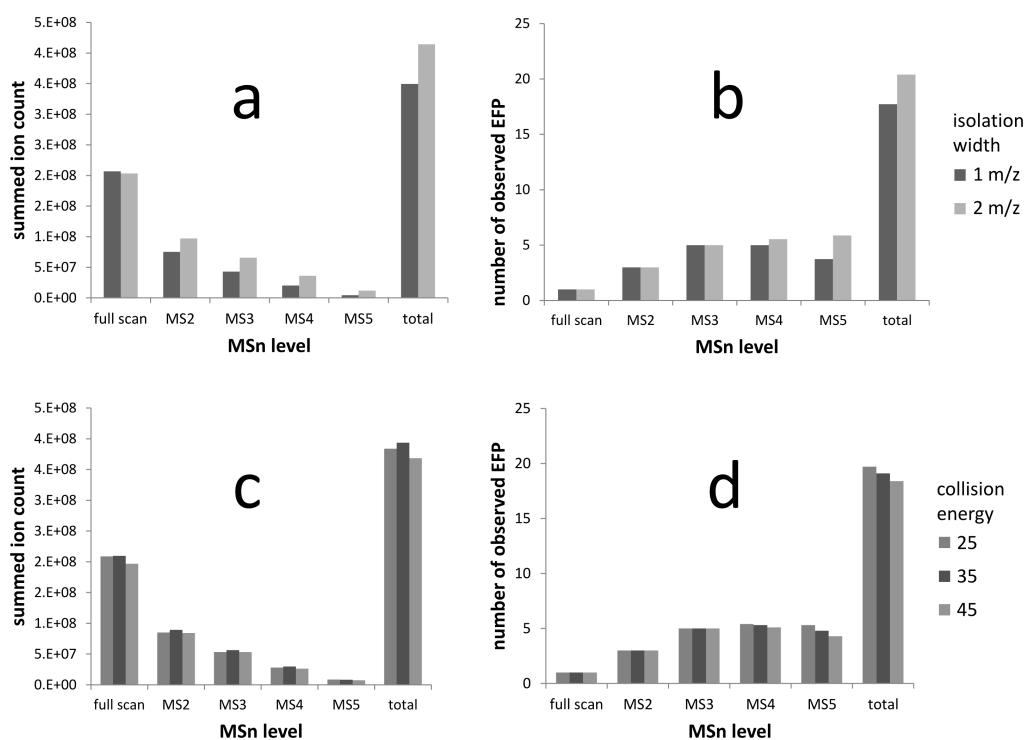 summed ion count
5.E+08
4.E+08
4.E+08
3.E+08
3.E+08
2.E+08
2.E+08
1.E+08
5.E+07
0.E+00
a
full scan MS2 MS3 MS4 MS5 total
MSn level
number of observed EFP
25
20
15
10
5
0
b
full scan MS2 MS3 MS4 MS5 total
MSn level
isolation
width
1 m/z
2 m/z
summed ion count
5.E+08
4.E+08
4.E+08
3.E+08
3.E+08
2.E+08
2.E+08
1.E+08
5.E+07
0.E+00
c
full scan MS2 MS3 MS4 MS5 total
MSn level
number of observed EFP
25
20
15
10
5
0
d
full scan MS2 MS3 MS4 MS5 total
MSn level
collision
energy
25
35
45